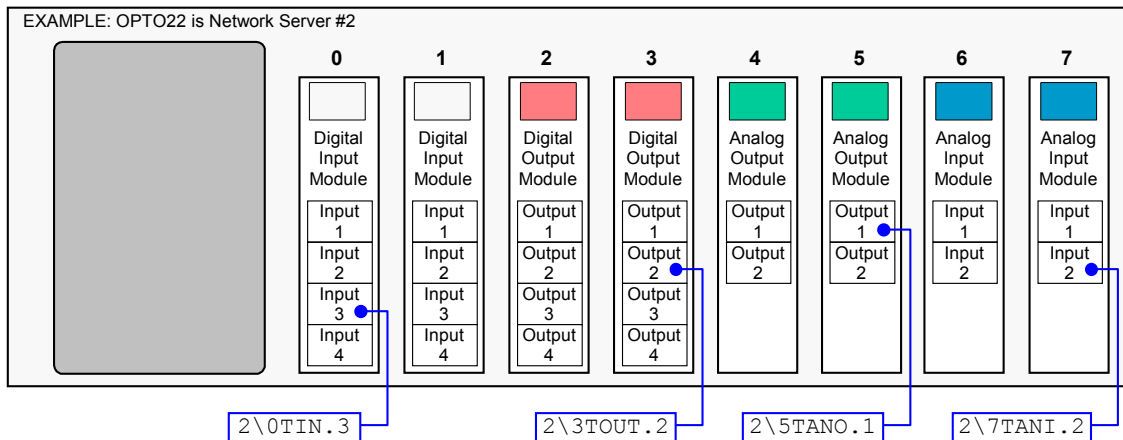 EXAMPLE: OPTO22 is Network Server #2
0 1 2 3 4 5 6 7
Digital Input Module
Input 1
Input 2
Input 3
Input 4
Digital Input Module
Input 1
Input 2
Input 3
Input 4
Digital Output Module
Output 1
Output 2
Output 3
Output 4
Digital Output Module
Output 1
Output 2
Output 3
Output 4
Analog Output Module
Output 1
Output 2
Analog Output Module
Output 1
Output 2
Analog Input Module
Input 1
Input 2
Analog Input Module
Input 1
Input 2
2\0TIN.3 2\3TOUT.2 2\5TANO.1 2\7TANI.2